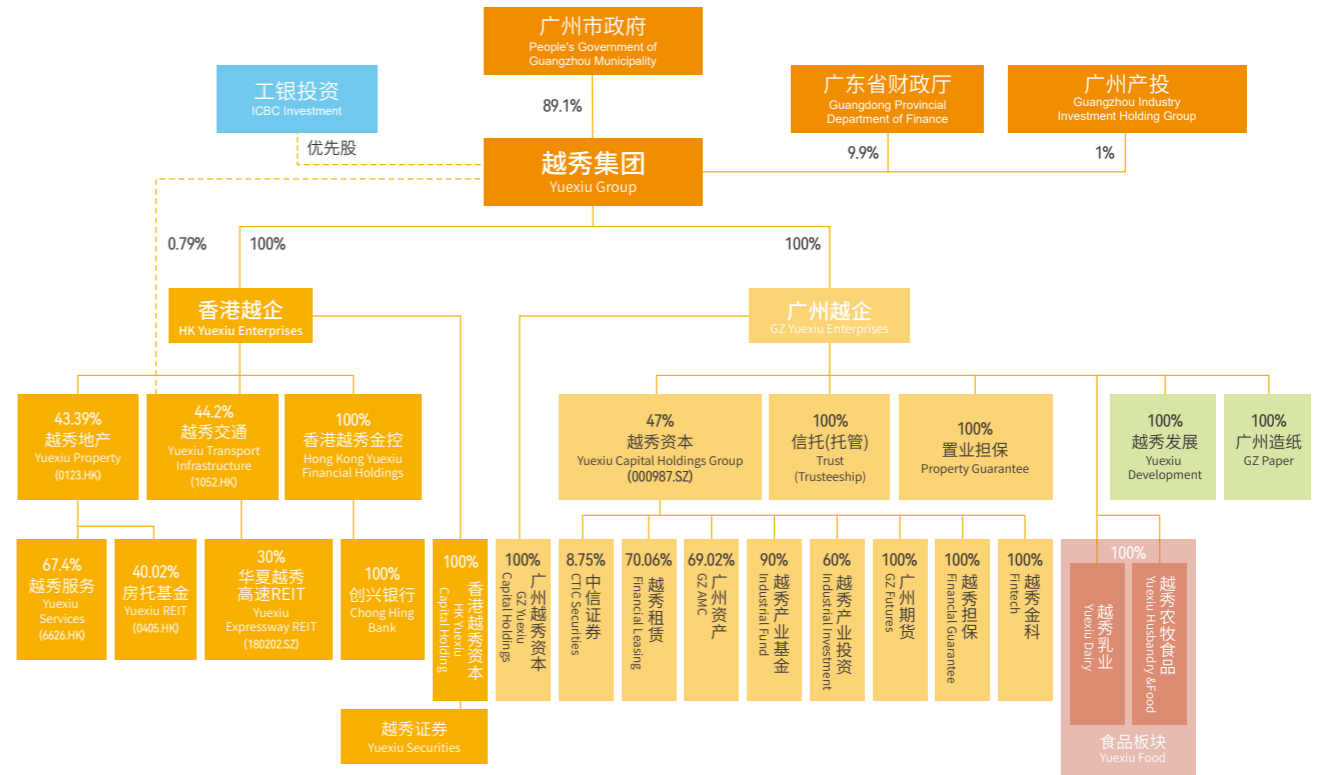 广州市政府
People's Government of
Guangzhou Municipality
工银投资
ICBC Investment
广东省财政厅
Guangdong Provincial
Department of Finance
广州产投
Guangzhou Industry
Investment Holding Group
89.1%
优先股
越秀集团
Yuexiu Group
9.9%
1%
0.79%
100%
100%
香港越企
HK Yuexiu Enterprises
广州越企
GZ Yuexiu Enterprises
43.39%
越秀地产
Yuexiu Property
(0123.HK)
44.2%
越秀交通
Yuexiu Transport
Infrastructure
(1052.HK)
100%
香港越秀金控
Hong Kong Yuexiu
Financial Holdings
47%
越秀资本
Yuexiu Capital Holdings Group
(000987.SZ)
100%
信托(托管)
Trust
(Trusteeship)
100%
置业担保
Property Guarantee
100%
越秀发展
Yuexiu
Development
100%
广州造纸
GZ Paper
67.4%
越秀服务
Yuexiu
Services
(6626.HK)
40.02%
房托基金
Yuexiu REIT
(0405.HK)
30%
华夏越秀
高速REIT
Yuexiu
Expressway REIT
(180202.SZ)
100%
创兴银行
Chong Hing
Bank
100%
香港越秀资本
HK Yuexiu
Capital Holding
100%
广州越秀资本
GZ Yuexiu
Capital Holdings
8.75%
中信证券
CTIC Securities
70.06%
越秀租赁
Financial Leasing
69.02%
广州资产
GZ AMC
90%
越秀产业基金
Industrial Fund
60%
越秀产业投资
Industrial Investment
100%
广州期货
GZ Futures
100%
越秀担保
Financlal Guarantee
100%
越秀金科
Fintech
100%
越秀乳业
Yuexiu Dairy
越秀农牧食品
Yuexiu Husbandry &Food
食品板块
Yuexiu Food
越秀证券
Yuexiu Securities